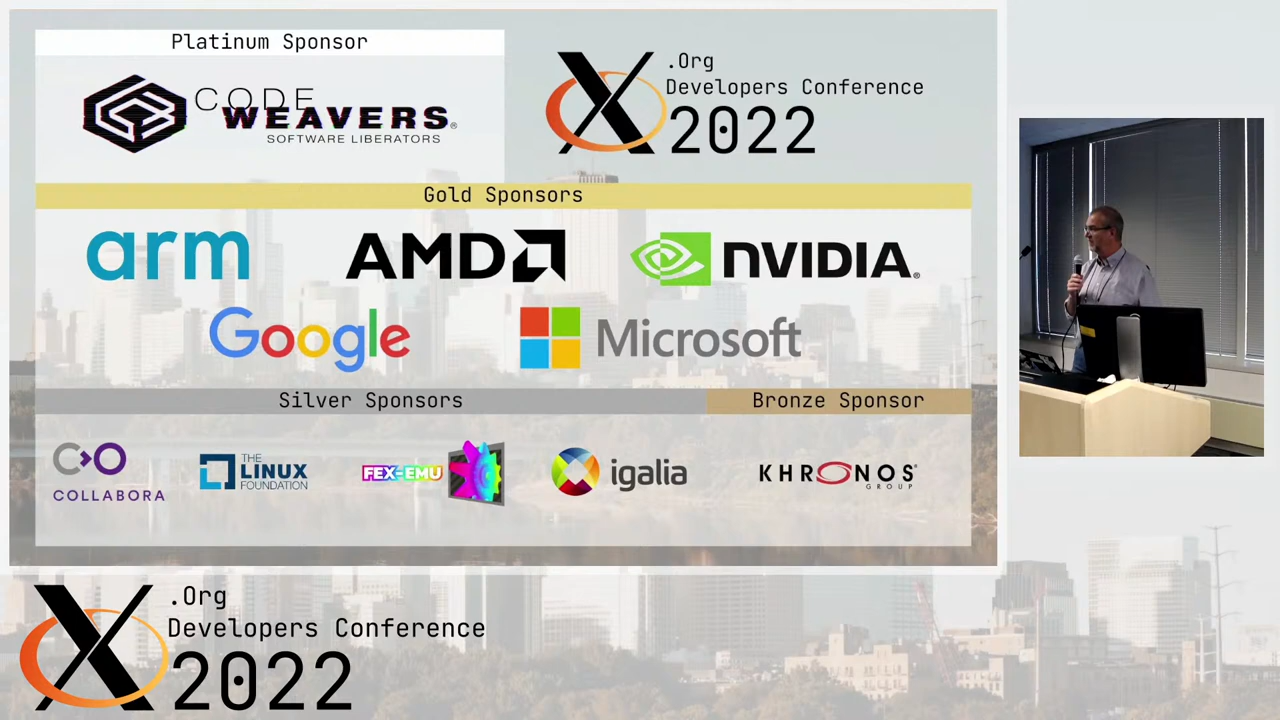 Platinum Sponsor
CODE
WEAVERS®
SOFTWARE LIBERATORS
.Org
Developers Conference
X 2022
Gold Sponsors
arm
AMD
NVIDIA®
Google
Microsoft
Silver Sponsors
Bronze Sponsor
COLLABORA
THE
LINUX
FOUNDATION
FEX-EMU
igalia
KHRONOS®
GROUP
.Org
Developers Conference
X 2022